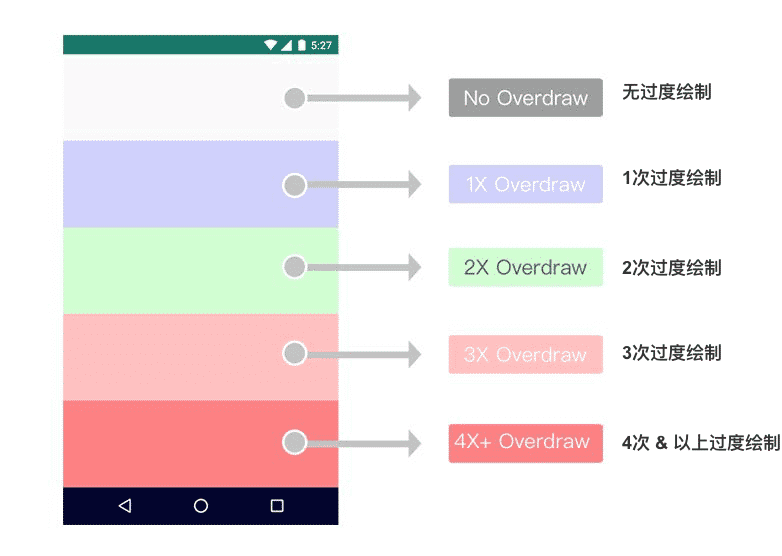 5:27
No Overdraw
无过度绘制
1X Overdraw
1次过度绘制
2X Overdraw
2次过度绘制
3X Overdraw
3次过度绘制
4X+ Overdraw
4次 & 以上过度绘制